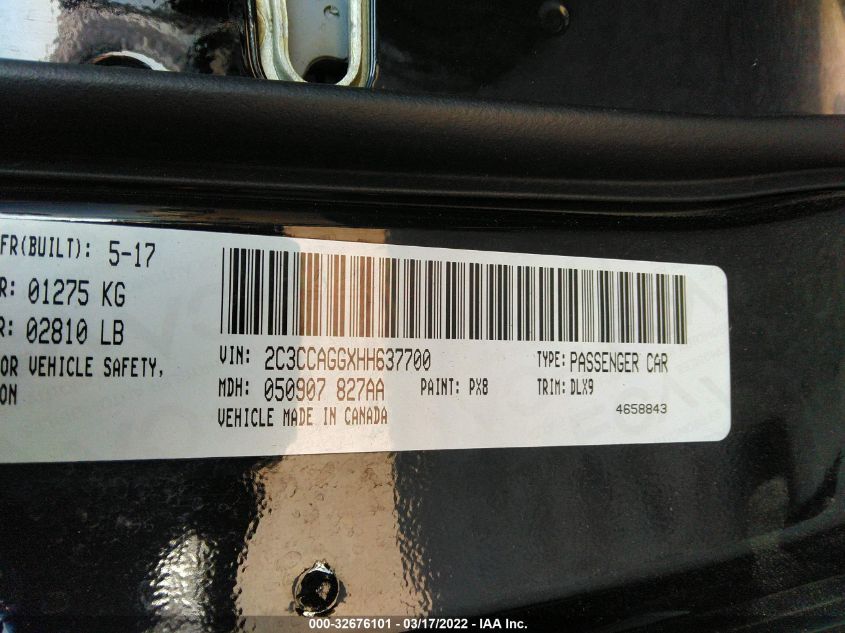 FR(BUILT): 5-17
R: 01275 KG
R: 02810 LB
OR VEHICLE SAFETY,
ON
VIN: 2C3CCAGGXHH637700
TYPE: PASSENGER CAR
MDH: 050907 827AA
PAINT: PX8
TRIM: DLX9
VEHICLE MADE IN CANADA
4658843
000-32676101 - 03/17/2022 - IAA Inc.